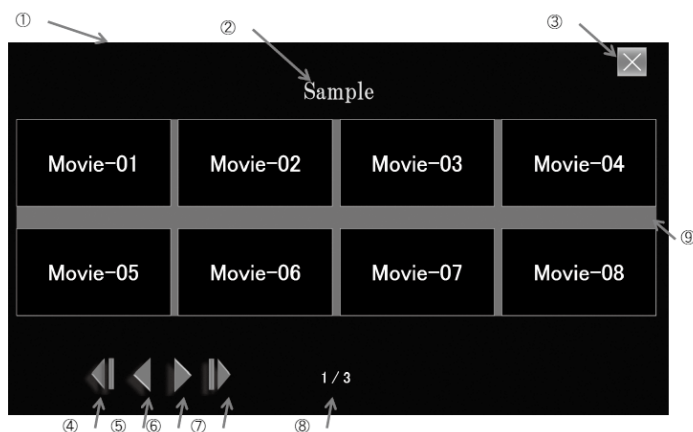 ① ② ③
Sample
Movie-01 Movie-02 Movie-03 Movie-04
⑨
Movie-05 Movie-06 Movie-07 Movie-08
1 / 3
④ ⑤ ⑥ ⑦ ⑧